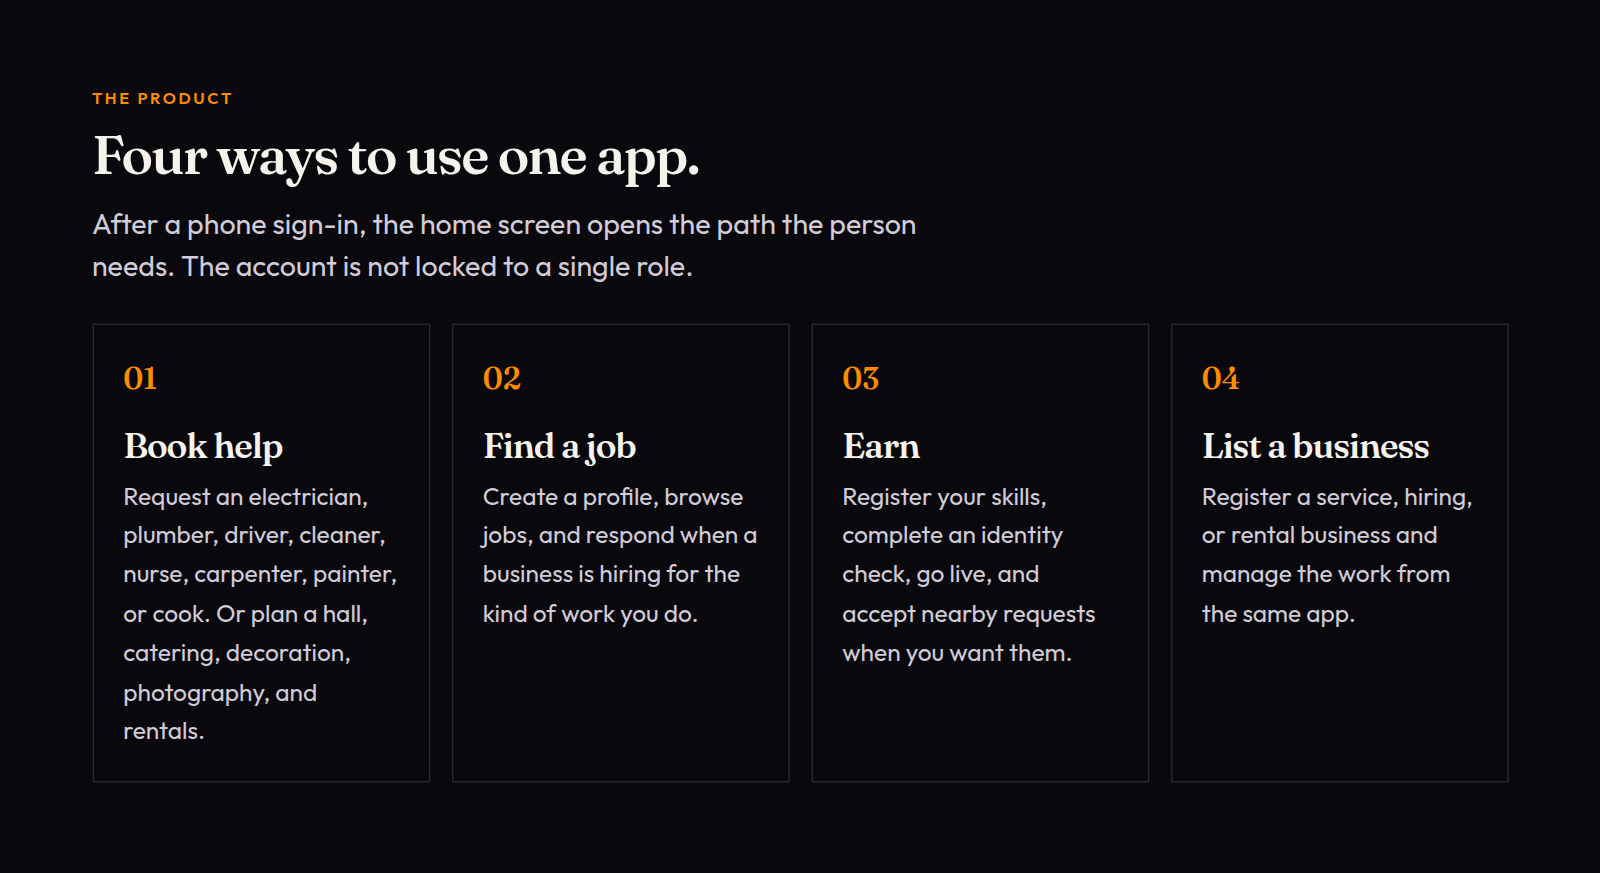 THE PRODUCT
Four ways to use one app.
After a phone sign-in, the home screen opens the path the person
needs. The account is not locked to a single role.
01
Book help
Request an electrician,
plumber, driver, cleaner,
nurse, carpenter, painter,
or cook. Or plan a hall,
catering, decoration,
photography, and
rentals.
02
Find a job
Create a profile, browse
jobs, and respond when a
business is hiring for the
kind of work you do.
03
Earn
Register your skills,
complete an identity
check, go live, and
accept nearby requests
when you want them.
04
List a business
Register a service, hiring,
or rental business and
manage the work from
the same app.